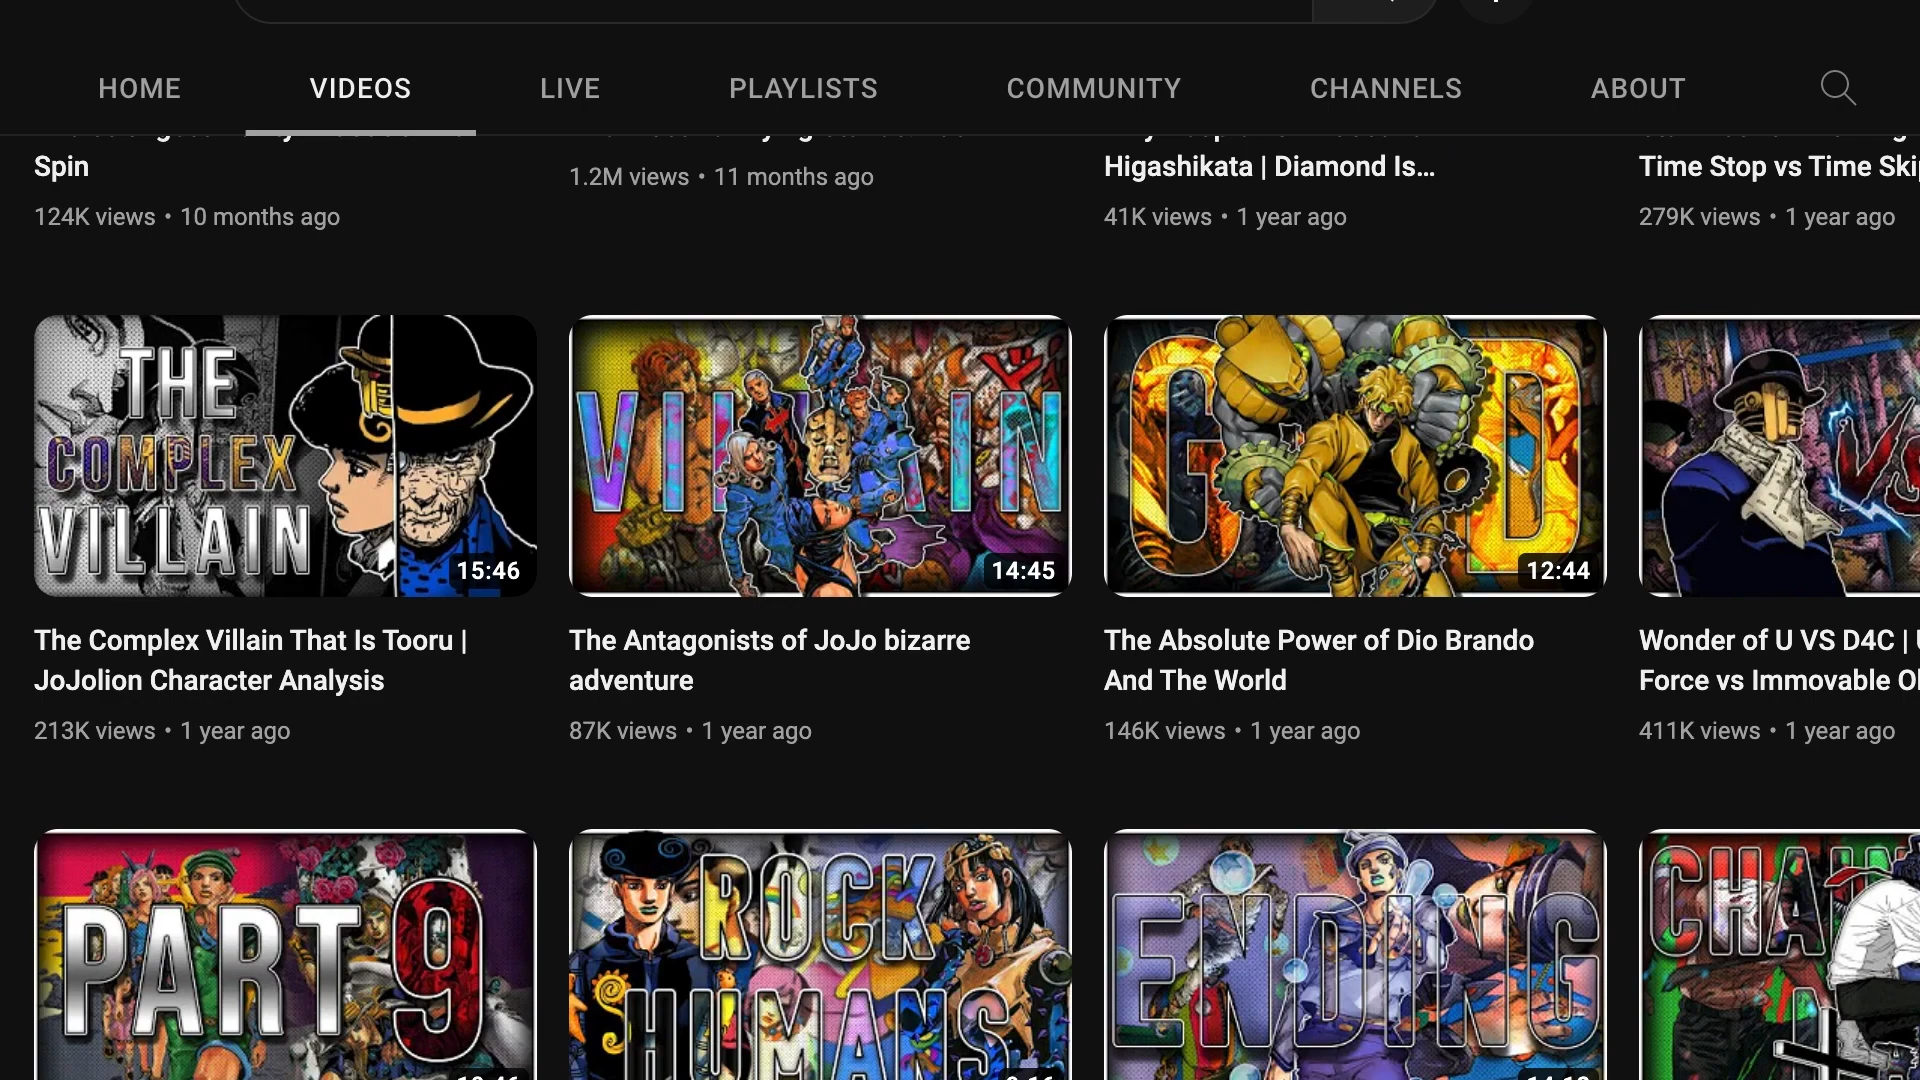 HOME VIDEOS LIVE PLAYLISTS COMMUNITY CHANNELS ABOUT
Spin
124K views • 10 months ago
1.2M views • 11 months ago
Higashikata | Diamond Is...
41K views • 1 year ago
Time Stop vs Time
279K views • 1 year ago
THE
COMPLEX
VILLAIN
15:46
The Complex Villain That Is Tooru |
JoJolion Character Analysis
213K views • 1 year ago
VILLAIN
14:45
The Antagonists of JoJo bizarre
adventure
87K views • 1 year ago
GOD
12:44
The Absolute Power of Dio Brando
And The World
146K views • 1 year ago
VS
Wonder of U VS D4C |
Force vs Immovable
411K views • 1 year ago
PART 9
ROCK
HUMANS
ENDING